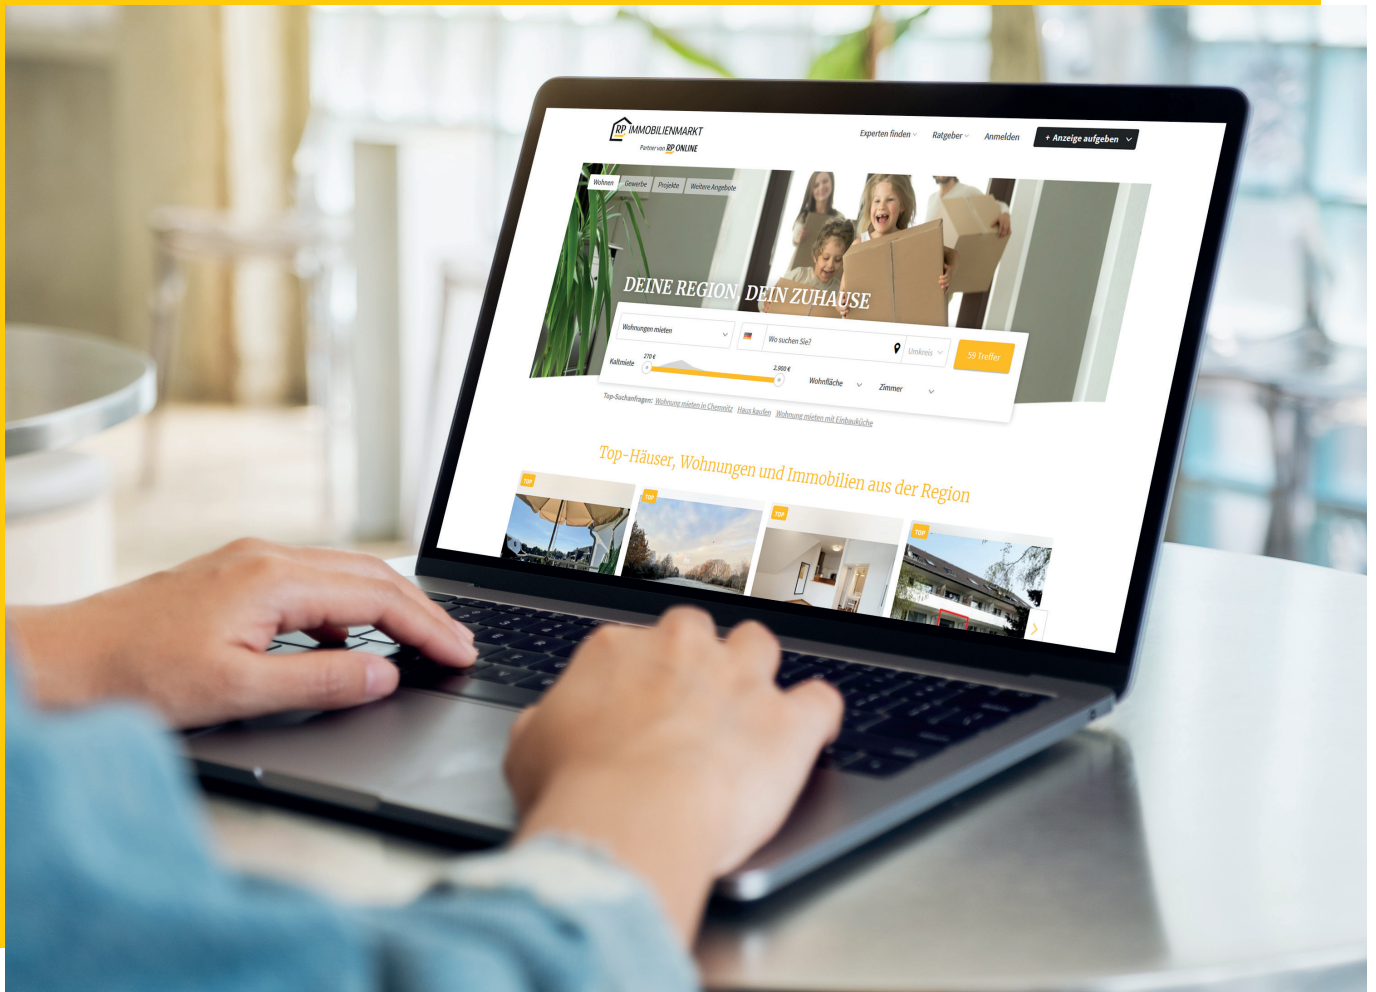 RP IMMOBILIENMARKT
Partner von RP ONLINE
Experten finden
Ratgeber
Anmelden
+ Anzeige aufgeben
Wohnen
Gewerbe
Projekte
Weitere Angebote
DEINE REGION, DEIN ZUHAUSE
Wohnungen mieten
Wo suchen Sie?
Umkreis
59 Treffer
Kaltmiete
270 €
2.000 €
Wohnfläche
Zimmer
Top-Suchanfragen: Wohnung mieten in Chemnitz Haus kaufen Wohnung mieten mit Einbauküche
Top-Häuser, Wohnungen und Immobilien aus der Region
TOP
TOP
TOP
TOP